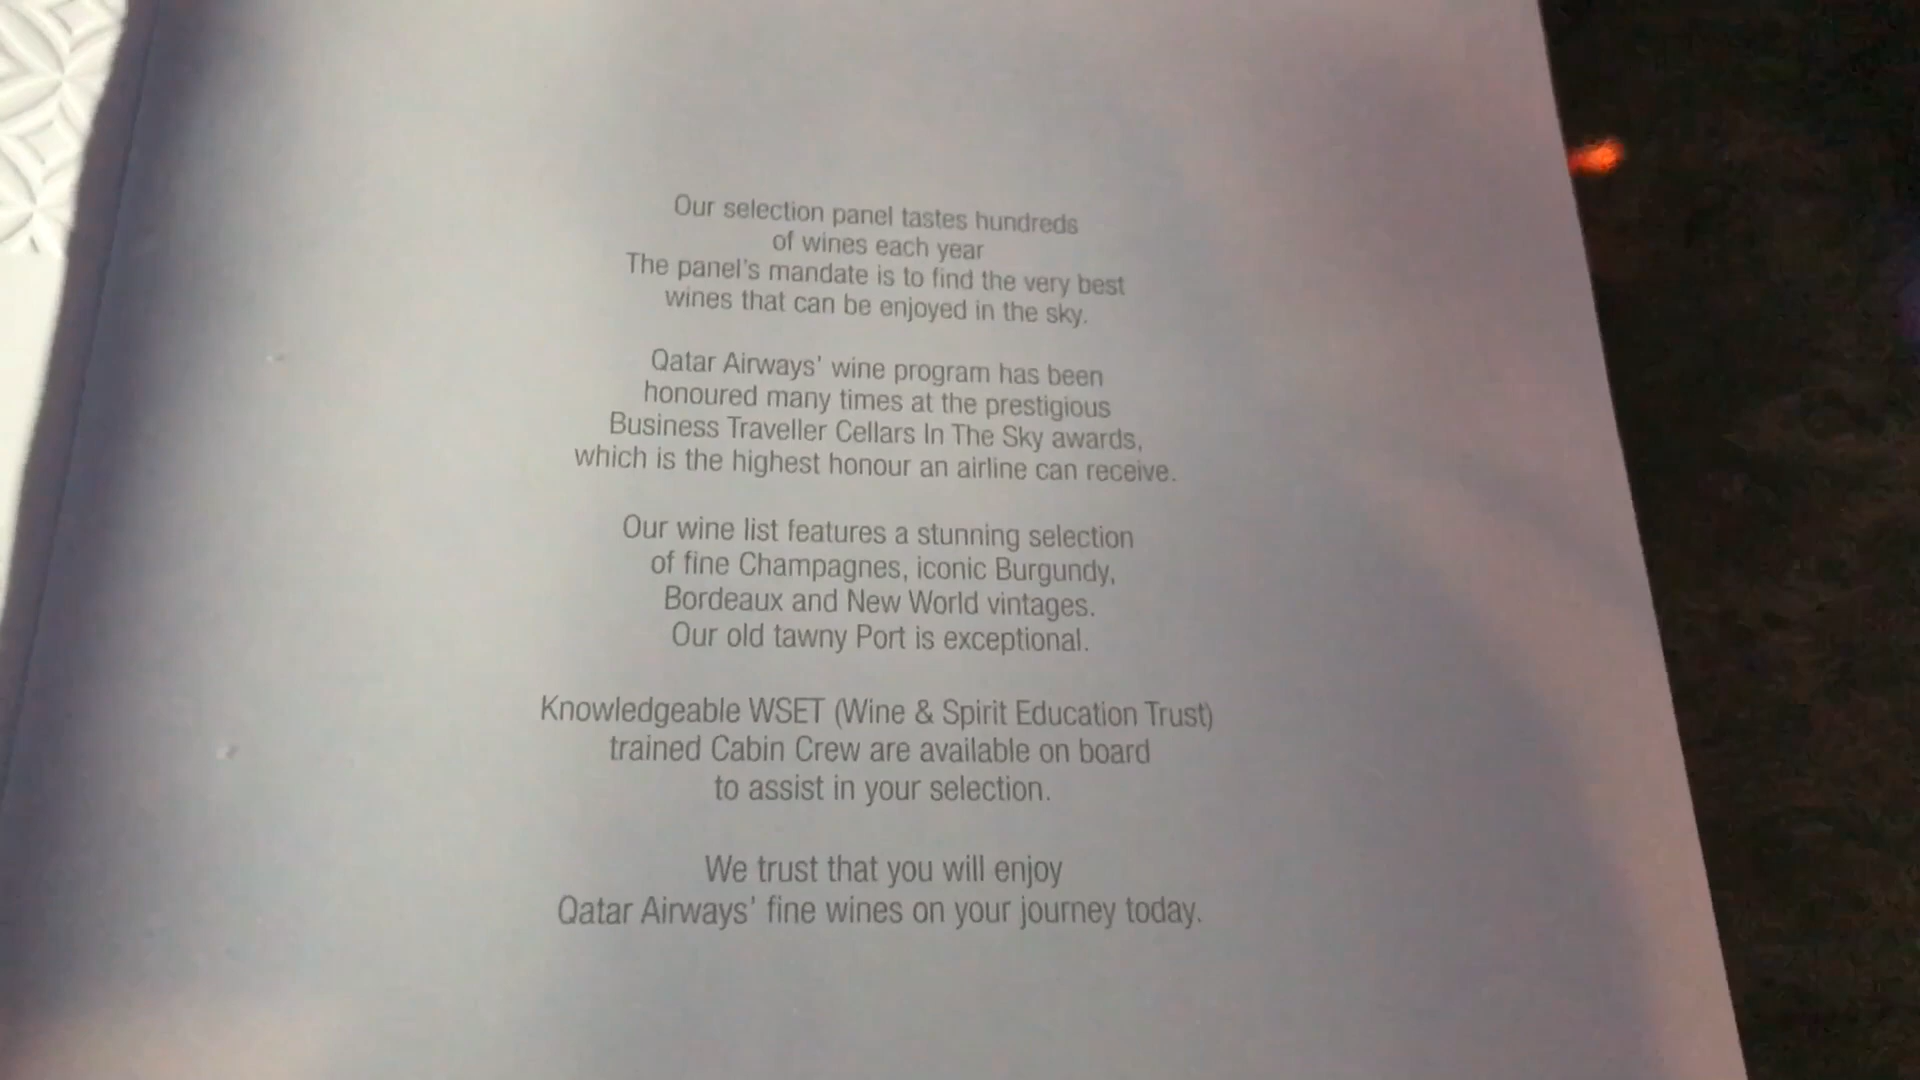 Our selection panel tastes hundreds
of wines each year
The panel's mandate is to find the very best
wines that can be enjoyed in the sky.
Qatar Airways' wine program has been
honoured many times at the prestigious
Business Traveller Cellars In The Sky awards,
which is the highest honour an airline can receive.
Our wine list features a stunning selection
of fine Champagnes, iconic Burgundy,
Bordeaux and New World vintages.
Our old tawny Port is exceptional.
Knowledgeable WSET (Wine & Spirit Education Trust)
trained Cabin Crew are available on board
to assist in your selection.
We trust that you will enjoy
Qatar Airways' fine wines on your journey today.